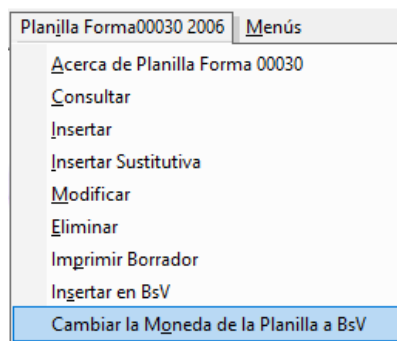 Planilla Forma00030 2006 Menús
Acerca de Planilla Forma 00030
Consultar
Insertar
Insertar Sustitutiva
Modificar
Eliminar
Imprimir Borrador
Insertar en BsV
Cambiar la Moneda de la Planilla a BsV